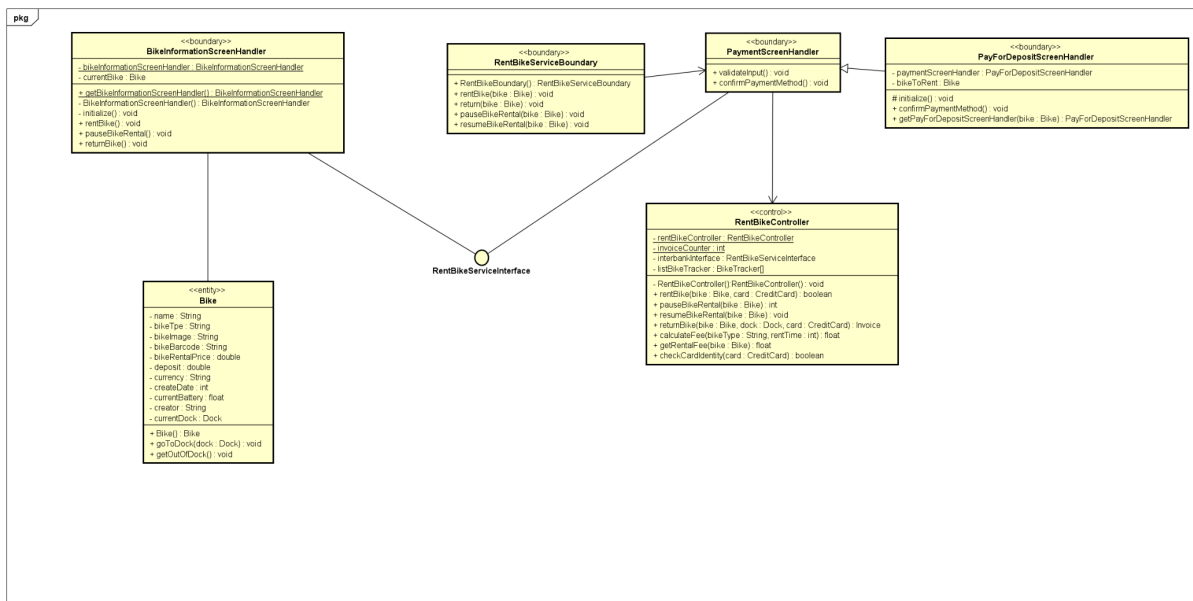 pkg
<<boundary>>
BikeInformationScreenHandler
- bikeInformationScreenHandler : BikeInformationScreenHandler
- currentBike : Bike
+ getBikeInformationScreenHandler() : BikeInformationScreenHandler
- BikeInformationScreenHandler() : BikeInformationScreenHandler
- initialize() : void
+ rentBike() : void
+ pauseBikeRental() : void
+ returnBike() : void
<<boundary>>
RentBikeServiceBoundary
+ RentBikeBoundary() : RentBikeServiceBoundary
+ rentBike(bike : Bike) : void
+ return(bike : Bike) : void
+ pauseBikeRental(bike : Bike) : void
+ resumeBikeRental(bike : Bike) : void
<<boundary>>
PaymentScreenHandler
+ validateInput() : void
+ confirmPaymentMethod() : void
<<boundary>>
PayForDepositScreenHandler
- paymentScreenHandler : PayForDepositScreenHandler
- bikeToRent : Bike
# initialize() : void
+ confirmPaymentMethod() : void
+ getPayForDepositScreenHandler(bike : Bike) : PayForDepositScreenHandler
RentBikeServiceInterface
<<control>>
RentBikeController
- rentBikeController : RentBikeController
- invoiceCounter : int
- interbankInterface : RentBikeServiceInterface
- listBikeTracker : BikeTracker[]
- RentBikeController():RentBikeController() : void
+ rentBike(bike : Bike, card : CreditCard) : boolean
+ pauseBikeRental(bike : Bike) : int
+ resumeBikeRental(bike : Bike) : void
+ returnBike(bike : Bike, dock : Dock, card : CreditCard) : Invoice
+ calculateFee(bikeType : String, rentTime : int) : float
+ getRentalFee(bike : Bike) : float
+ checkCardIdentity(card : CreditCard) : boolean
<<entity>>
Bike
- name : String
- bikeTpe : String
- bikeImage : String
- bikeBarcode : String
- bikeRentalPrice : double
- deposit : double
- currency : String
- createDate : int
- currentBattery : float
- creator : String
- currentDock : Dock
+ Bike() : Bike
+ goToDock(dock : Dock) : void
+ getOutOfDock() : void